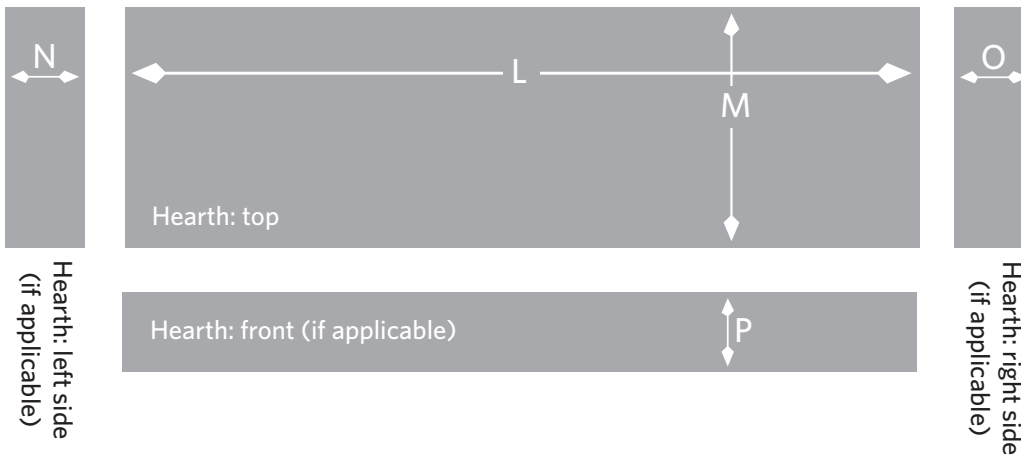 N
L
M
O
Hearth: top
Hearth: front (if applicable)
P
Hearth: left side
(if applicable)
Hearth: right side
(if applicable)